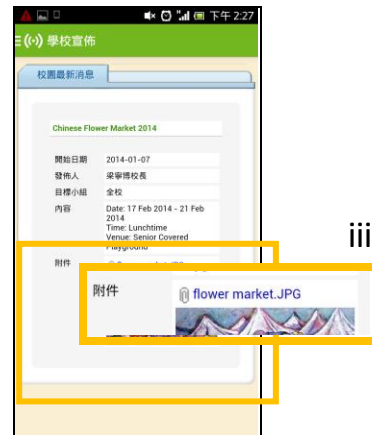 下午 2:27
學校宣佈
校園最新消息
Chinese Flower Market 2014
開始日期 2014-01-07
發佈人 梁寧博校長
目標小組 全校
內容 Date: 17 Feb 2014 - 21 Feb
2014
Time: Lunchtime
Venue: Senior Covered
Playground
附件
iii
附件 flower market.JPG